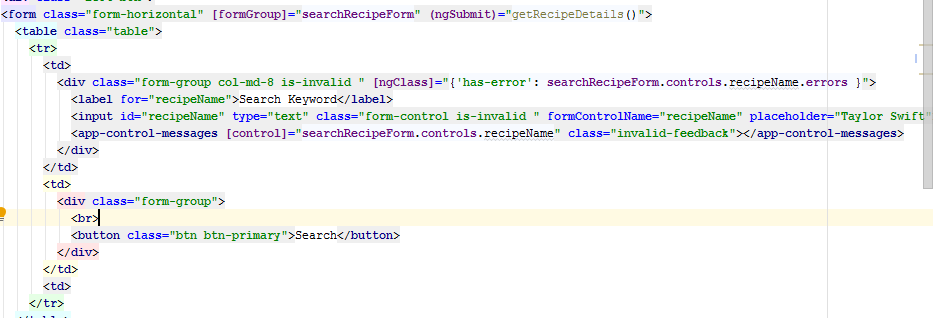 <form class="form-horizontal" [formGroup]="searchRecipeForm" (ngSubmit)="getRecipeDetails()">
<table class="table">
<tr>
<td>
<div class="form-group col-md-8 is-invalid " [ngClass]="{'has-error': searchRecipeForm.controls.recipeName.errors }">
<label for="recipeName">Search Keyword</label>
<input id="recipeName" type="text" class="form-control is-invalid " formControlName="recipeName" placeholder="Taylor Swift"
<app-control-messages [control]="searchRecipeForm.controls.recipeName" class="invalid-feedback"></app-control-messages>
</div>
</td>
<td>
<div class="form-group">
<br>
<button class="btn btn-primary">Search</button>
</div>
</td>
<td>
</tr>